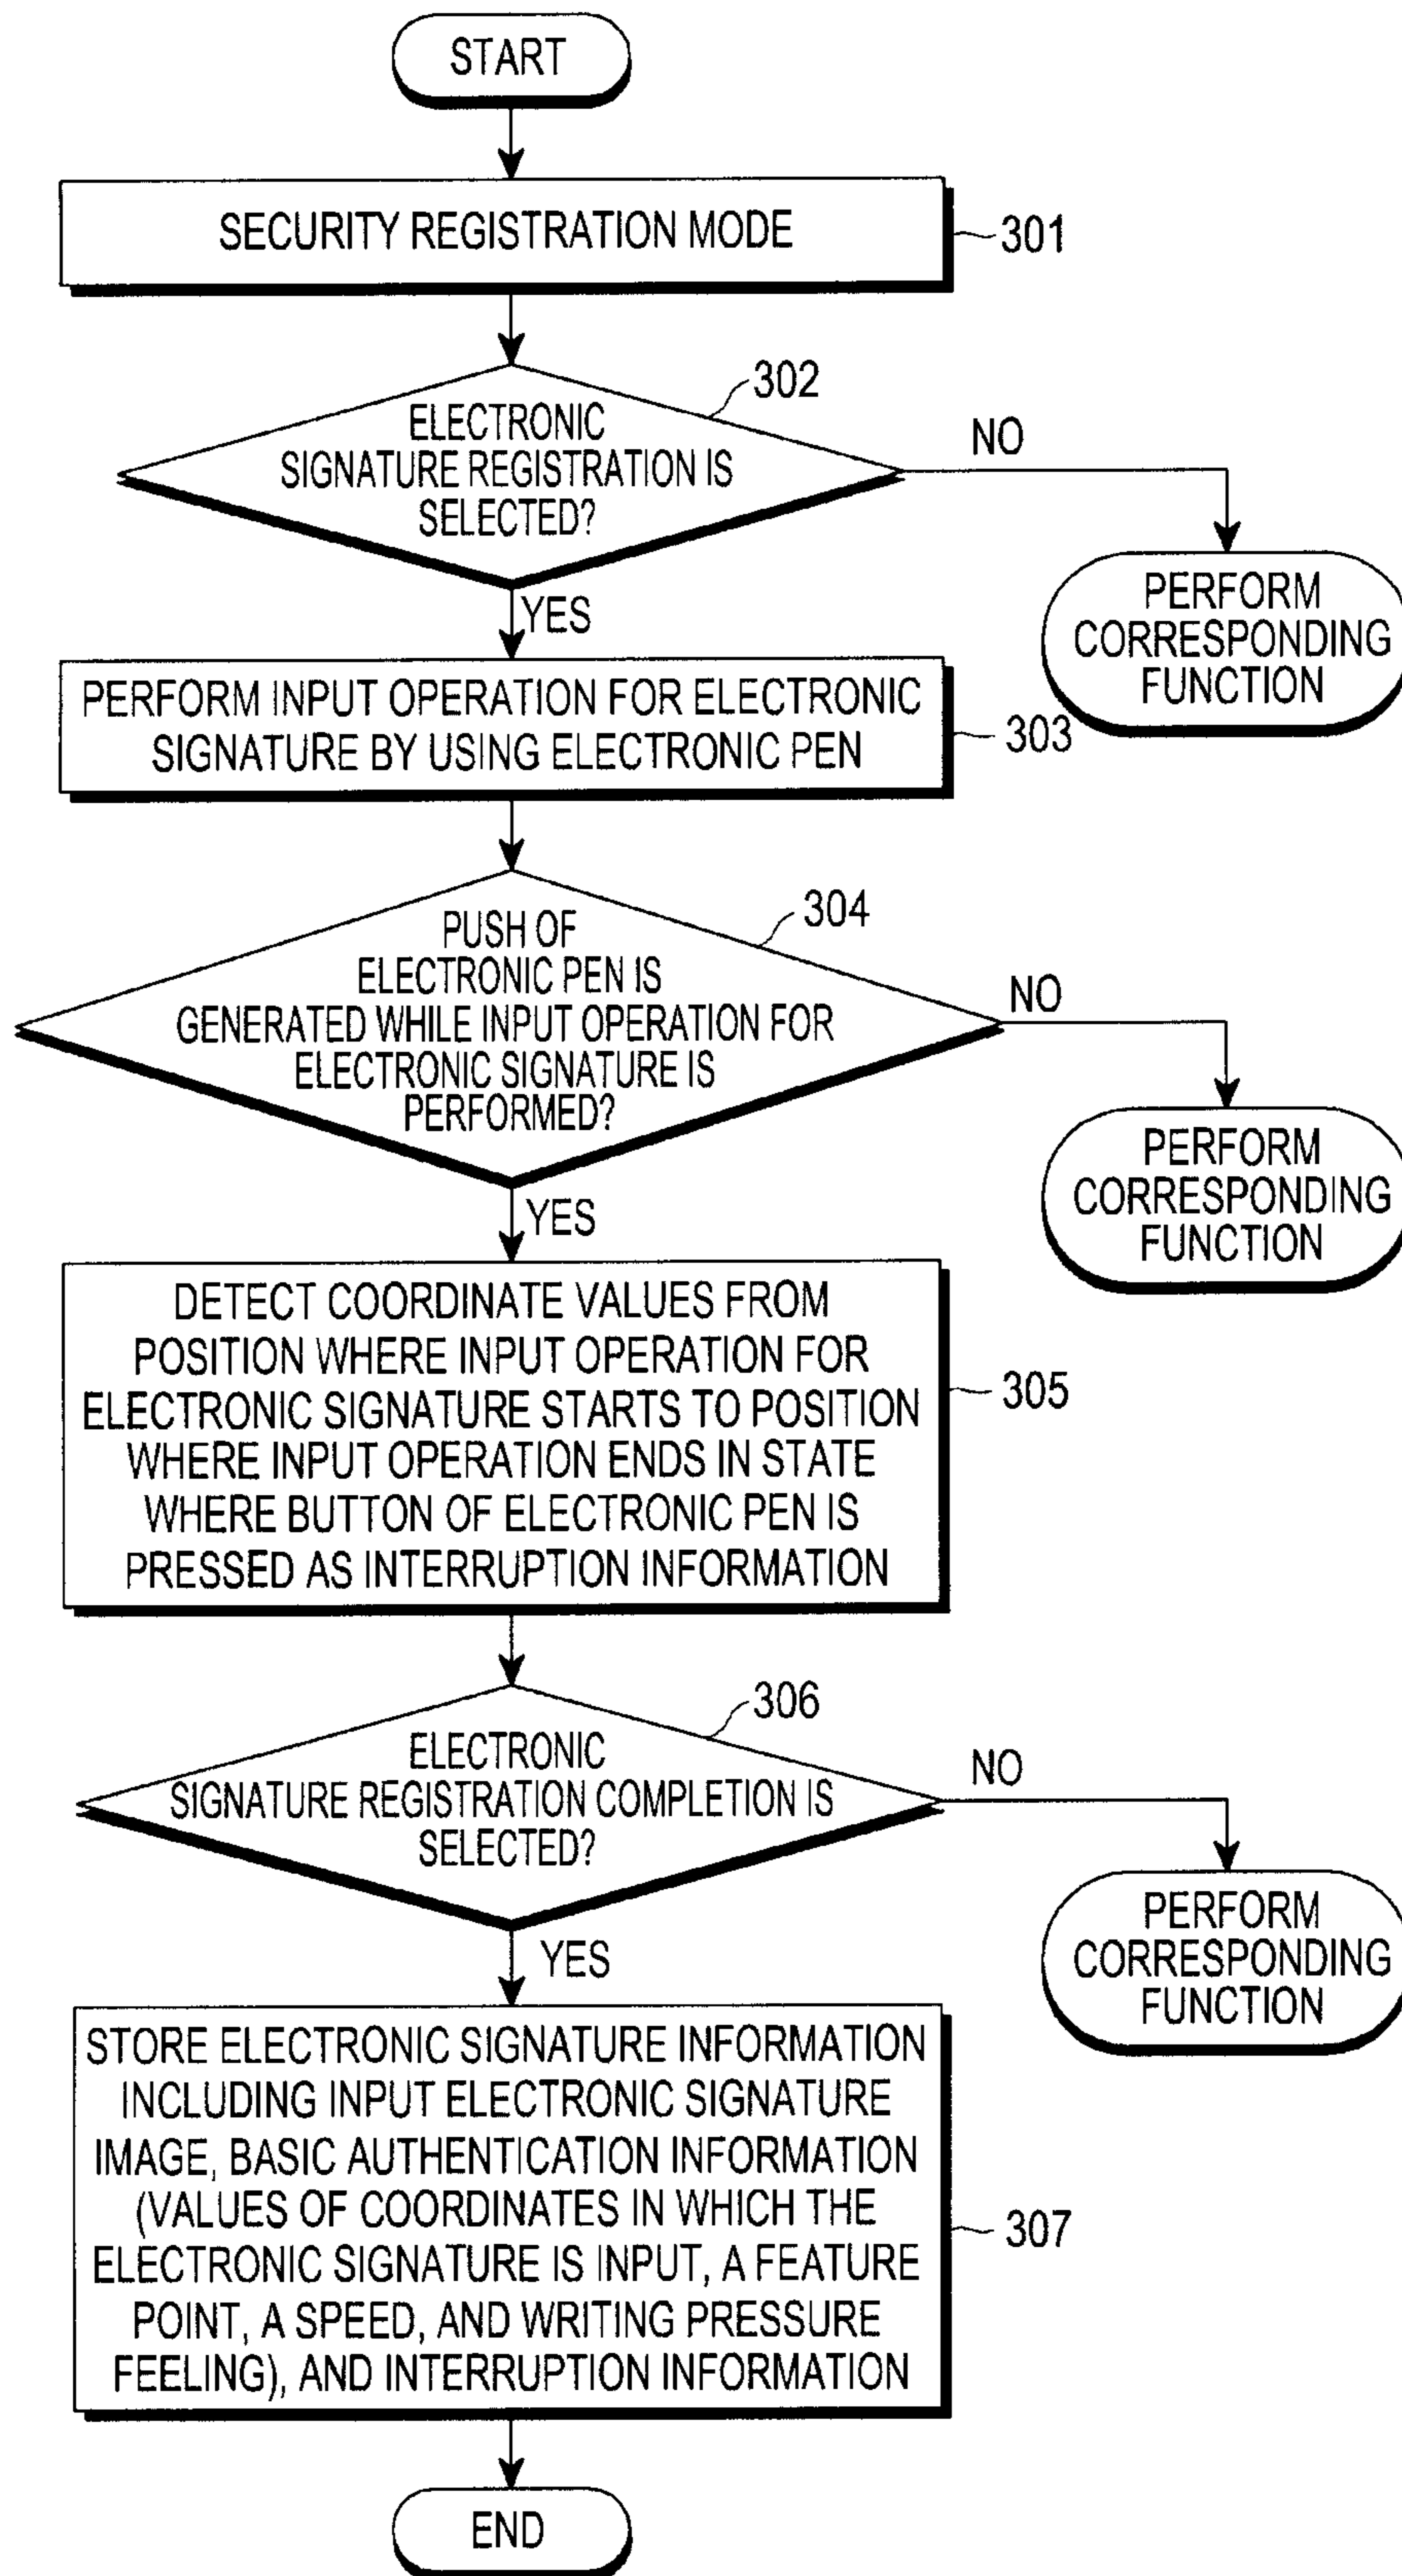 START
SECURITY REGISTRATION MODE
301
302
ELECTRONIC
SIGNATURE REGISTRATION IS
SELECTED?
NO
PERFORM
CORRESPONDING
FUNCTION
YES
PERFORM INPUT OPERATION FOR ELECTRONIC
SIGNATURE BY USING ELECTRONIC PEN
303
304
PUSH OF
ELECTRONIC PEN IS
GENERATED WHILE INPUT OPERATION FOR
ELECTRONIC SIGNATURE IS
PERFORMED?
NO
PERFORM
CORRESPONDING
FUNCTION
YES
DETECT COORDINATE VALUES FROM
POSITION WHERE INPUT OPERATION FOR
ELECTRONIC SIGNATURE STARTS TO POSITION
WHERE INPUT OPERATION ENDS IN STATE
WHERE BUTTON OF ELECTRONIC PEN IS
PRESSED AS INTERRUPTION INFORMATION
305
306
ELECTRONIC
SIGNATURE REGISTRATION COMPLETION IS
SELECTED?
NO
PERFORM
CORRESPONDING
FUNCTION
YES
STORE ELECTRONIC SIGNATURE INFORMATION
INCLUDING INPUT ELECTRONIC SIGNATURE
IMAGE, BASIC AUTHENTICATION INFORMATION
(VALUES OF COORDINATES IN WHICH THE
ELECTRONIC SIGNATURE IS INPUT, A FEATURE
POINT, A SPEED, AND WRITING PRESSURE
FEELING), AND INTERRUPTION INFORMATION
307
END